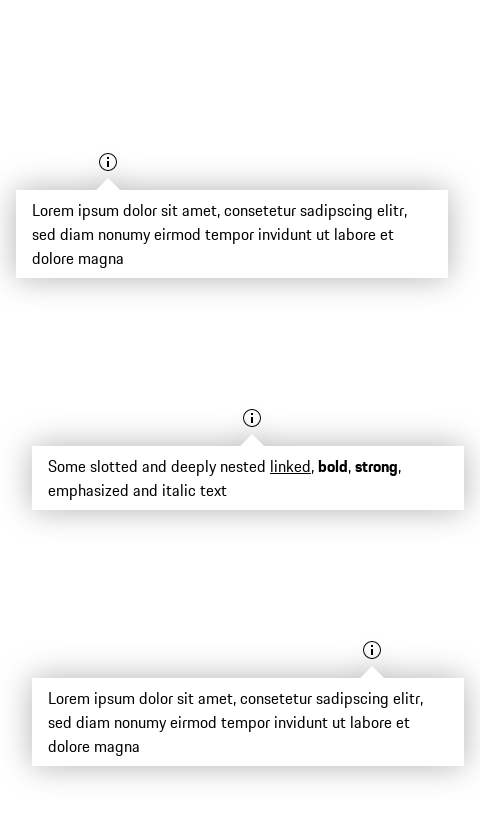 Lorem ipsum dolor sit amet, consetetur sadipscing elitr,
sed diam nonumy eirmod tempor invidunt ut labore et
dolore magna
Some slotted and deeply nested linked, bold, strong,
emphasized and italic text
Lorem ipsum dolor sit amet, consetetur sadipscing elitr,
sed diam nonumy eirmod tempor invidunt ut labore et
dolore magna